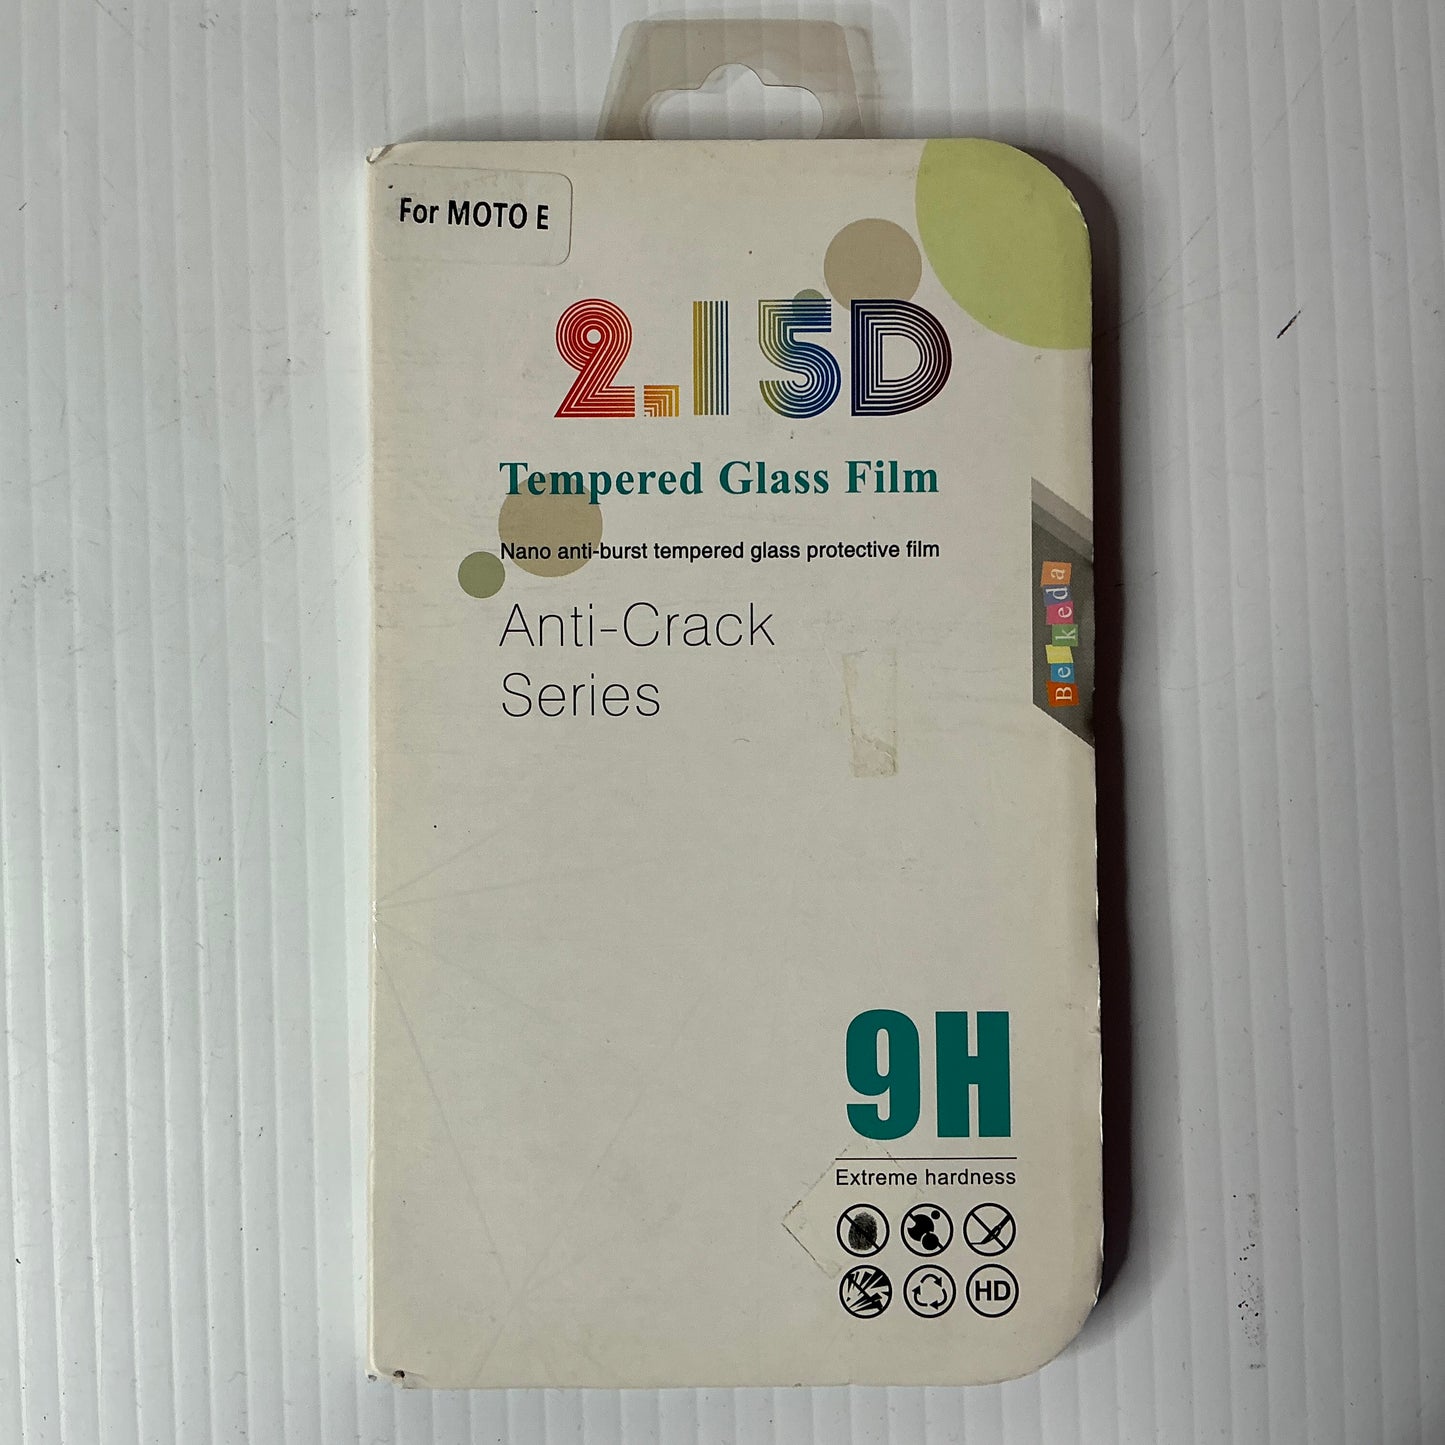 For MOTO E
2.15D
Tempered Glass Film
Nano anti-burst tempered glass protective film
Anti-Crack
Series
Bekeda
9H
Extreme hardness
HD